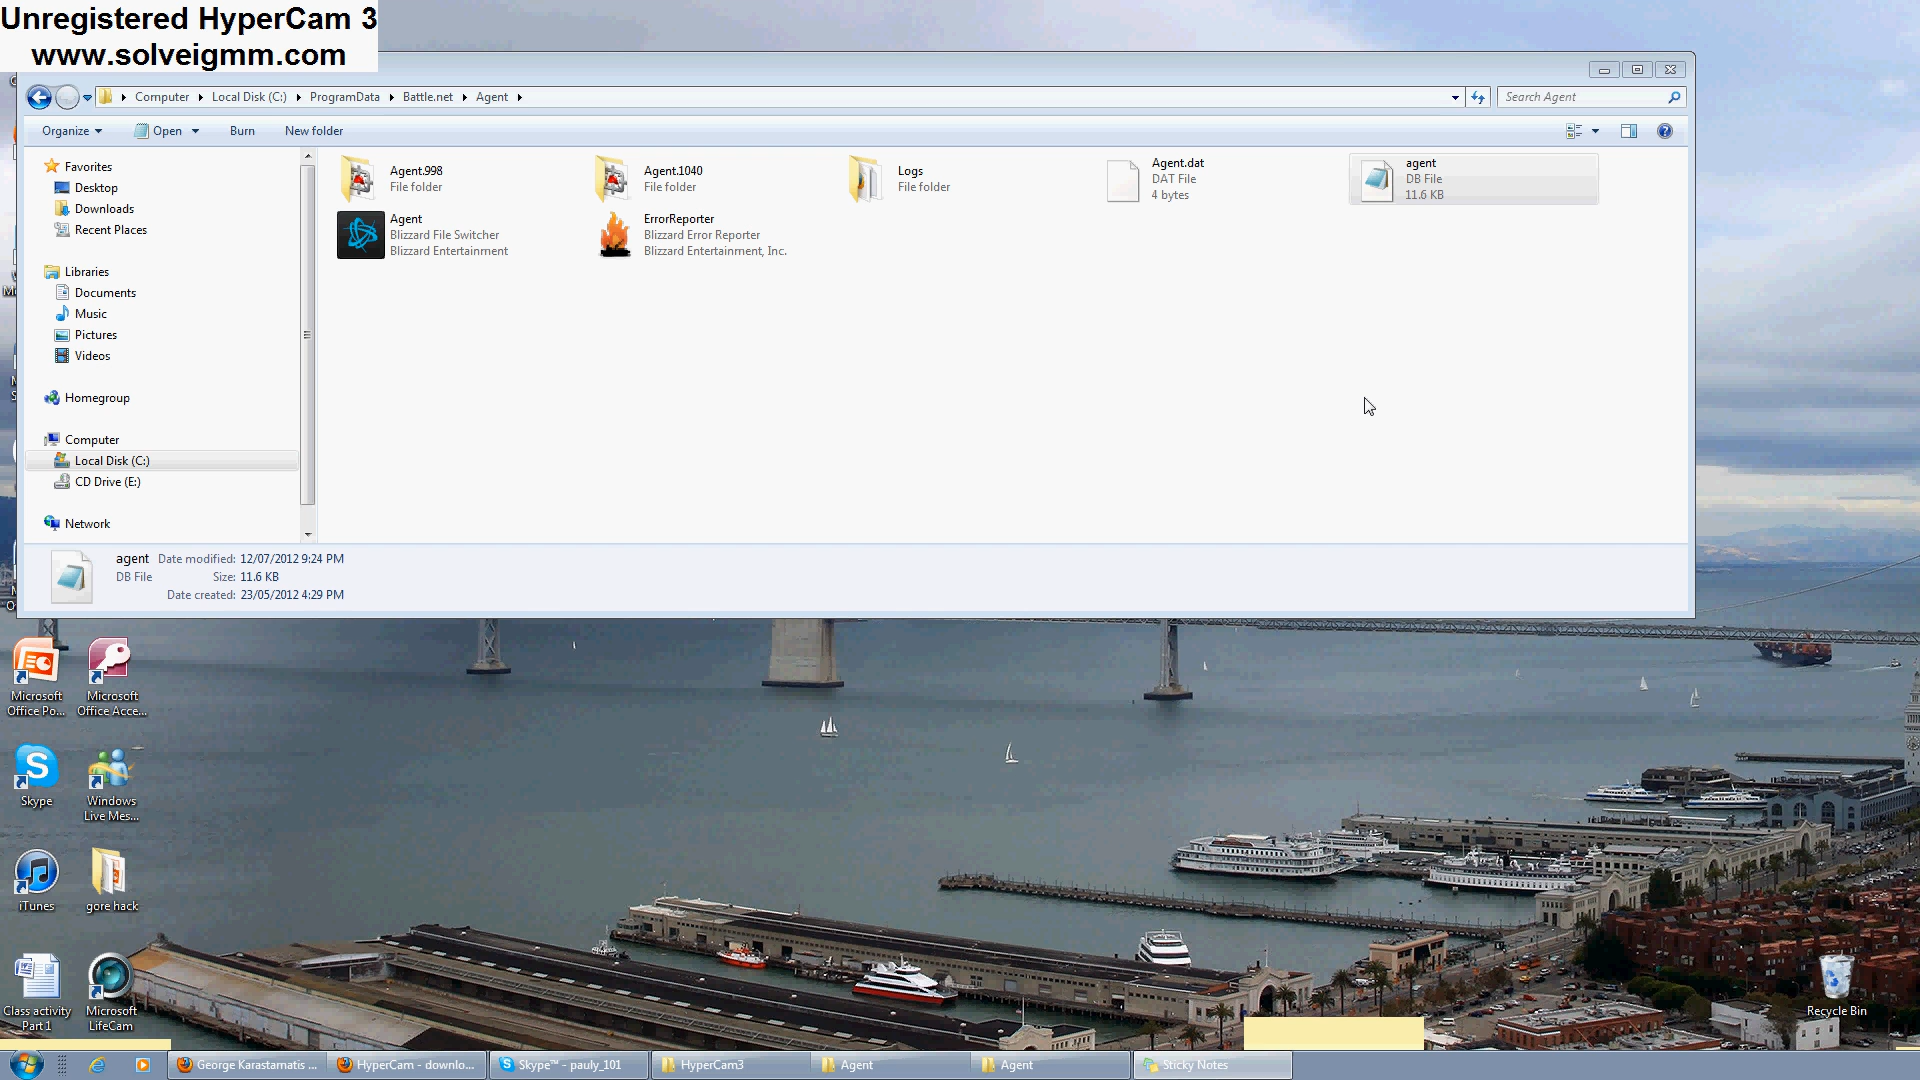 Unregistered HyperCam 3
www.solveigmm.com
Computer
Local Disk (C:)
ProgramData
Battle.net
Agent
Search Agent
Organize
Open
Burn
New folder
Favorites
Desktop
Downloads
Recent Places
Libraries
Documents
Music
Pictures
Videos
Homegroup
Computer
Local Disk (C:)
CD Drive (E:)
Network
Agent.998
File folder
Agent.1040
File folder
Logs
File folder
Agent.dat
DAT File
4 bytes
agent
DB File
11.6 KB
Agent
Blizzard File Switcher
Blizzard Entertainment
ErrorReporter
Blizzard Error Reporter
Blizzard Entertainment, Inc.
agent Date modified: 12/07/2012 9:24 PM
DB File Size: 11.6 KB
Date created: 23/05/2012 4:29 PM
Microsoft
Office Po...
Microsoft
Office Acce...
Skype
Windows
Live Mes...
iTunes
gore hack
Class activity
Part 1
Microsoft
LifeCam
Recycle Bin
George Karastamatis ...
HyperCam - downlo...
Skype™ - pauly_101
HyperCam3
Agent
Agent
Sticky Notes